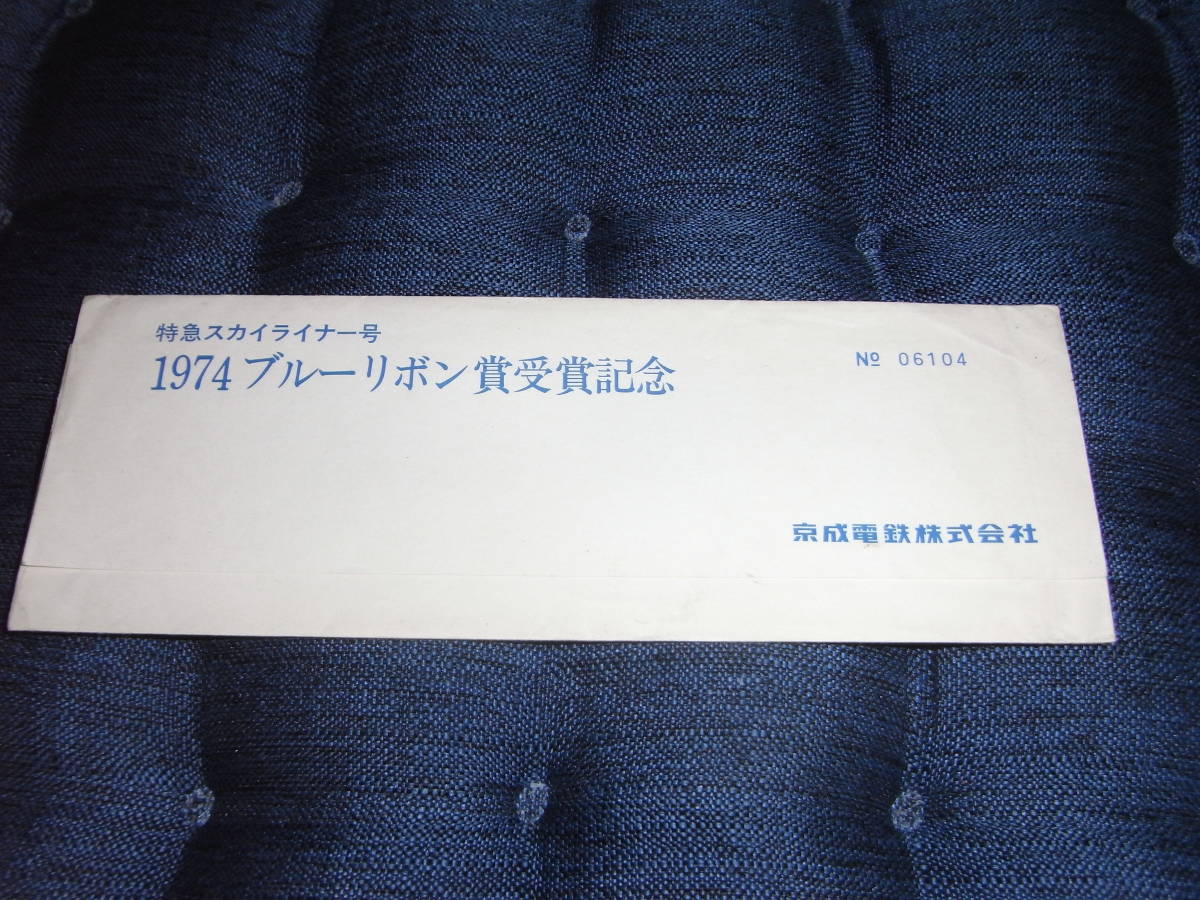 特急スカイライナー号
1974 ブルーリボン賞受賞記念
№ 06104
京成電鉄株式会社